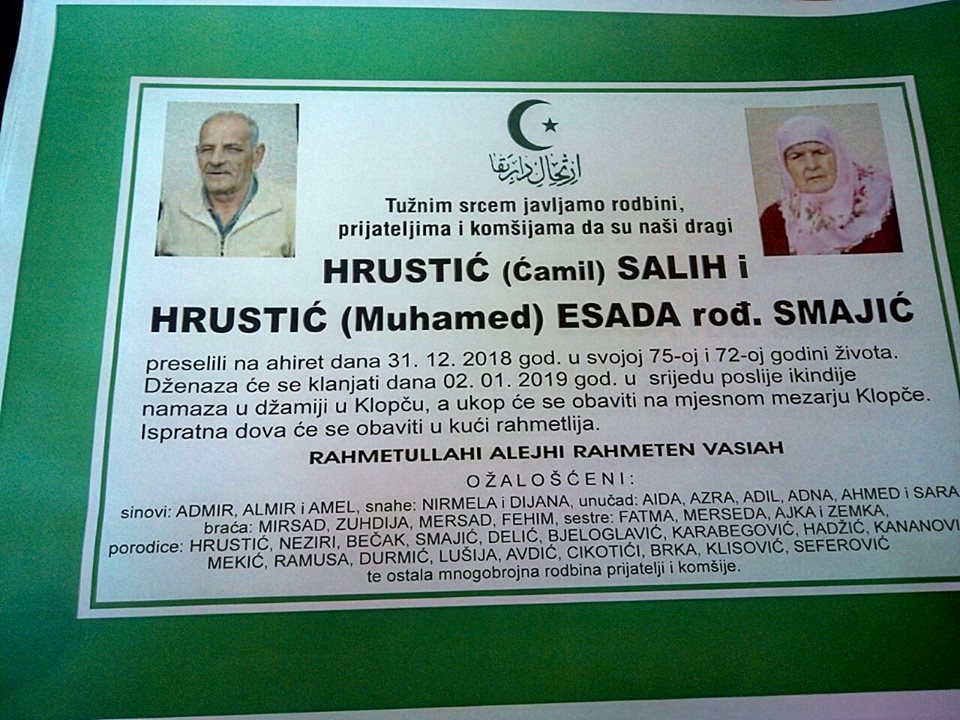 ارتحال دار بقا
Tužnim srcem javljamo rodbini,
prijateljima i komšijama da su naši dragi
HRUSTIĆ (Ćamil) SALIH i
HRUSTIĆ (Muhamed) ESADA rođ. SMAJIĆ
preselili na ahiret dana 31. 12. 2018 god. u svojoj 75-oj i 72-oj godini života.
Dženaza će se klanjati dana 02. 01. 2019 god. u srijedu poslije ikindije
namaza u džamiji u Klopču, a ukop će se obaviti na mjesnom mezarju Klopče.
Ispratna dova će se obaviti u kući rahmetlija.
RAHMETULLAHI ALEJHI RAHMETEN VASIAH
OŽALOŠĆENI:
sinovi: ADMIR, ALMIR i AMEL, snahe: NIRMELA i DIJANA, unučad: AIDA, AZRA, ADIL, ADNA, AHMED i SARA
braća: MIRSAD, ZUHDIJA, MERSAD, FEHIM, sestre: FATMA, MERSEDA, AJKA i ZEMKA,
porodice: HRUSTIĆ, NEZIRI, BEČAK, SMAJIĆ, DELIĆ, BJELOGLAVIĆ, KARABEGOVIĆ, HADŽIĆ, KANANOVI
MEKIĆ, RAMUSA, DURMIĆ, LUŠIJA, AVDIĆ, CIKOTIĆI, BRKA, KLISOVIĆ, SEFEROVIĆ
te ostala mnogobrojna rodbina prijatelji i komšije.